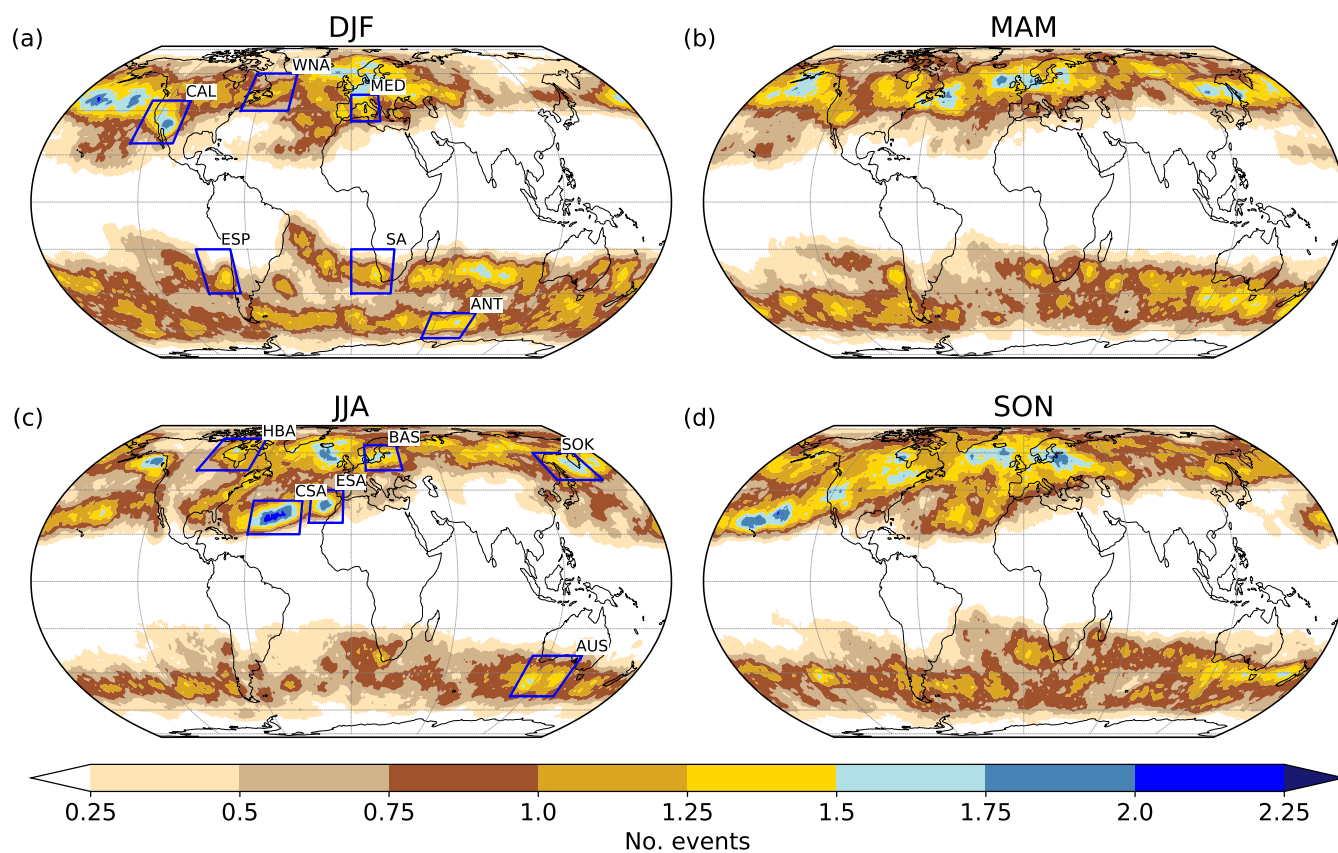 DJF
MAM
(a)
(b)
WNA
CAL
MED
ESP
SA
ANT
JJA
SON
(c)
(d)
HBA
BAS
SOK
CSA
ESA
AUS
0.25 0.5 0.75 1.0 1.25 1.5 1.75 2.0 2.25
No. events